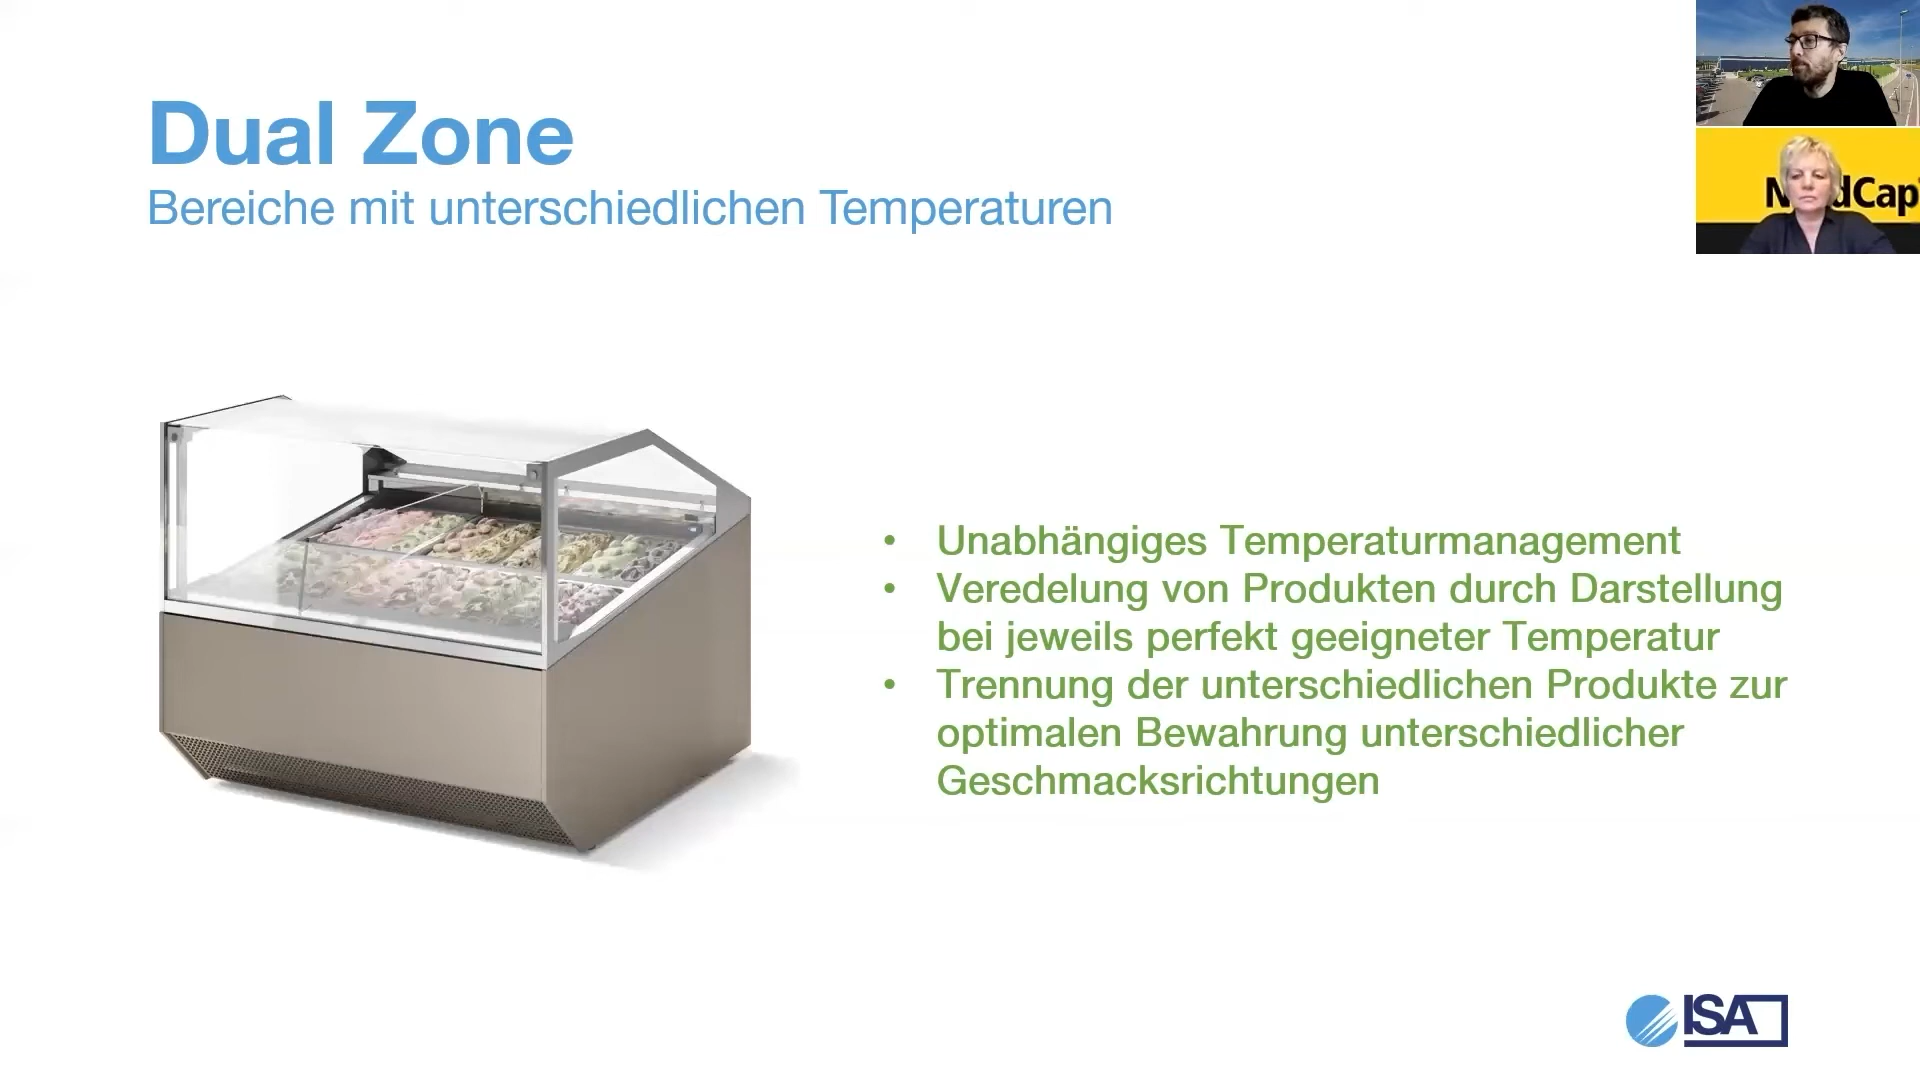 Dual Zone
Bereiche mit unterschiedlichen Temperaturen
• Unabhängiges Temperaturmanagement
• Veredelung von Produkten durch Darstellung
bei jeweils perfekt geeigneter Temperatur
• Trennung der unterschiedlichen Produkte zur
optimalen Bewahrung unterschiedlicher
Geschmacksrichtungen
ISA